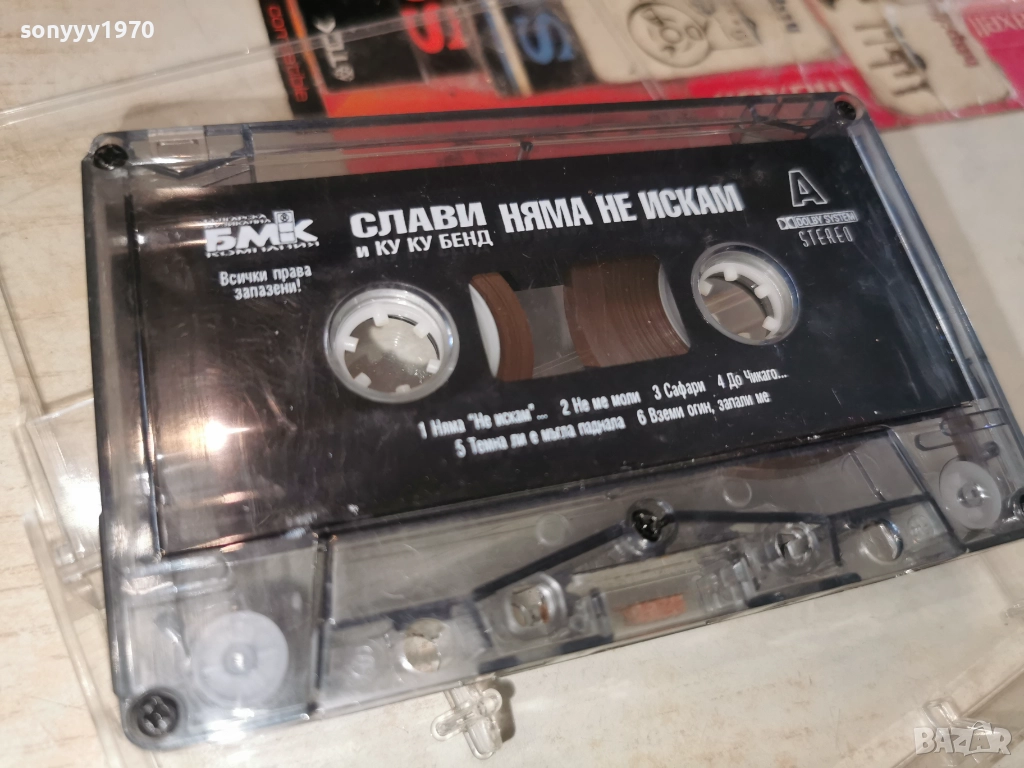 sonyyy1970
БМК
КОМПАНИЯ
Всички права
запазени!
СЛАВИ
и КУ КУ БЕНД
НЯМА НЕ ИСКАМ
A
DOLBY SYSTEM
STEREO
1 Няма "Не искам"... 2 Не ме моли 3 Сафари 4 До Чикаго...
5 Темна ли е мъгла паднала 6 Вземи огин, запали ме
BAZAR